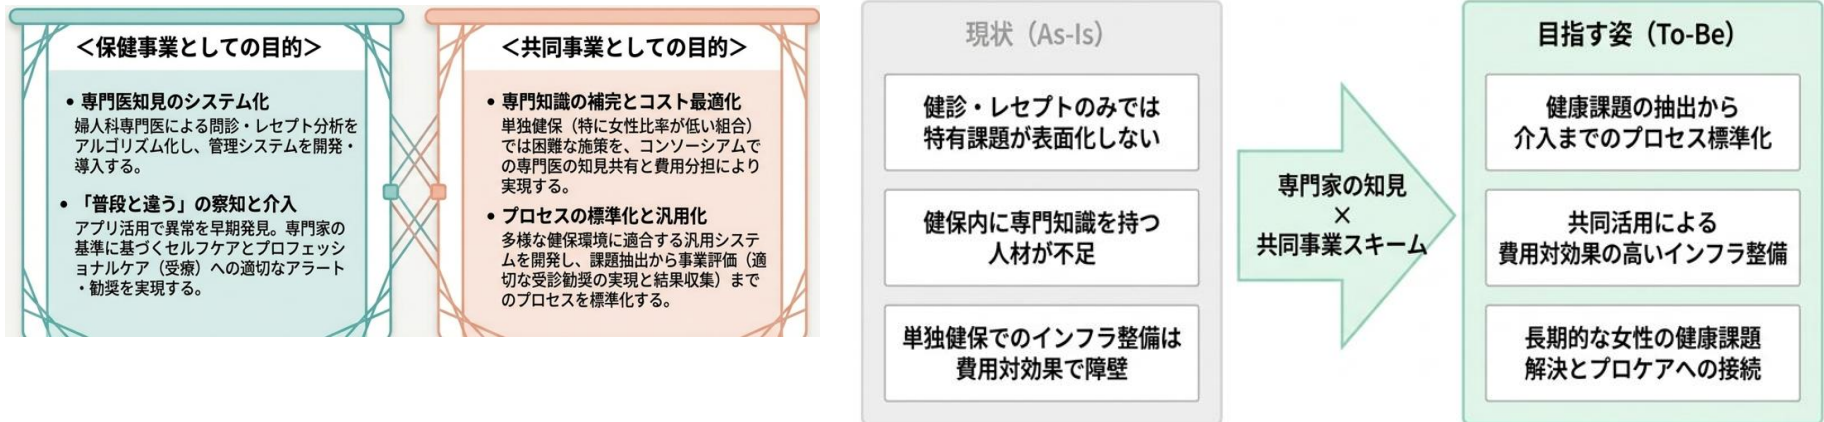 ＜保健事業としての目的＞
• 専門医知見のシステム化
婦人科専門医による問診・レセプト分析を
アルゴリズム化し、管理システムを開発・
導入する。
• 「普段と違う」の察知と介入
アプリ活用で異常を早期発見。専門家の
基準に基づくセルフケアとプロフェッシ
ョナルケア（受療）への適切なアラート
・勧奨を実現する。
＜共同事業としての目的＞
• 専門知識の補完とコスト最適化
単独健保（特に女性比率が低い組合）
では困難な施策を、コンソーシアムで
の専門医の知見共有と費用分担により
実現する。
• プロセスの標準化と汎用化
多様な健保環境に適合する汎用システ
ムを開発し、課題抽出から事業評価（適
切な受診勧奨の実現と結果収集）まで
のプロセスを標準化する。
現状（As-Is）
健診・レセプトのみでは
特有課題が表面化しない
健保内に専門知識を持つ
人材が不足
単独健保でのインフラ整備は
費用対効果で障壁
専門家の知見
×
共同事業スキーム
目指す姿（To-Be）
健康課題の抽出から
介入までのプロセス標準化
共同活用による
費用対効果の高いインフラ整備
長期的な女性の健康課題
解決とプロケアへの接続